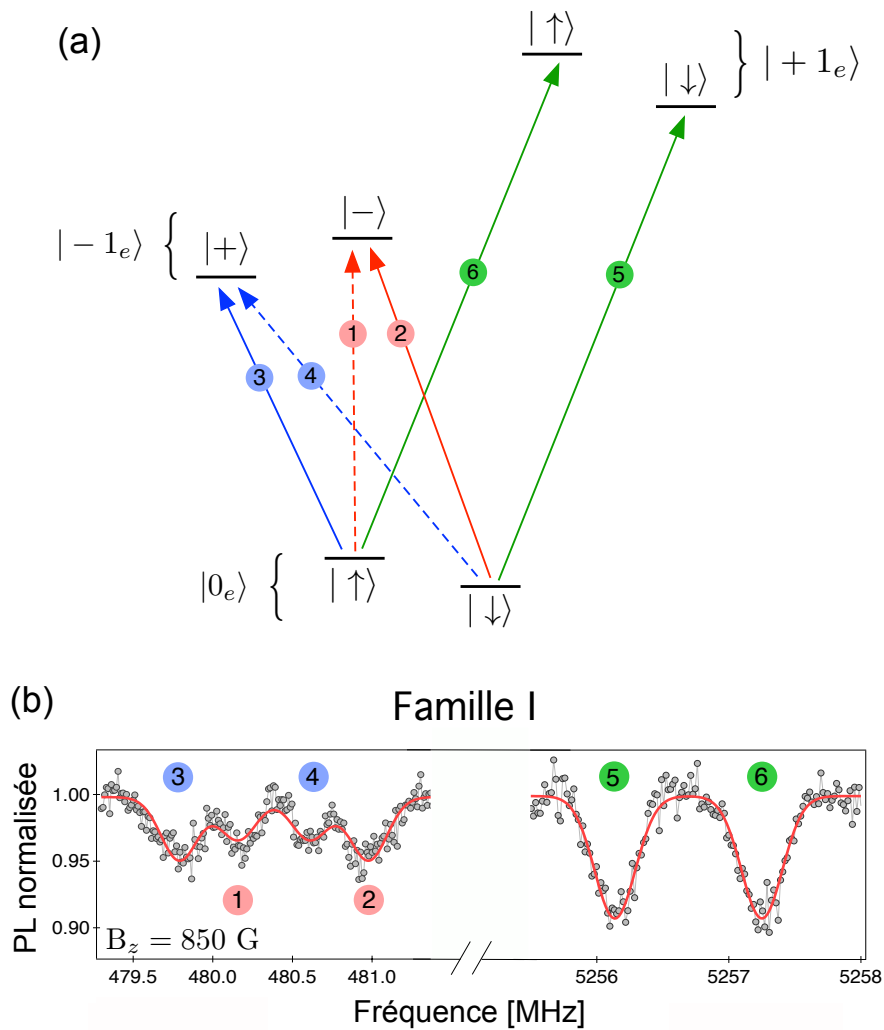 (a)
| ↑⟩
| ↓⟩
} | + 1ₑ⟩
| − 1ₑ⟩ {
|+⟩
|−⟩
6
5
1
2
3
4
|0ₑ⟩ {
| ↑⟩
| ↓⟩
(b)
Famille I
PL normalisée
1.00
0.95
0.90
3
4
5
6
1
2
B_z = 850 G
479.5 480.0 480.5 481.0 5256 5257 5258
Fréquence [MHz]